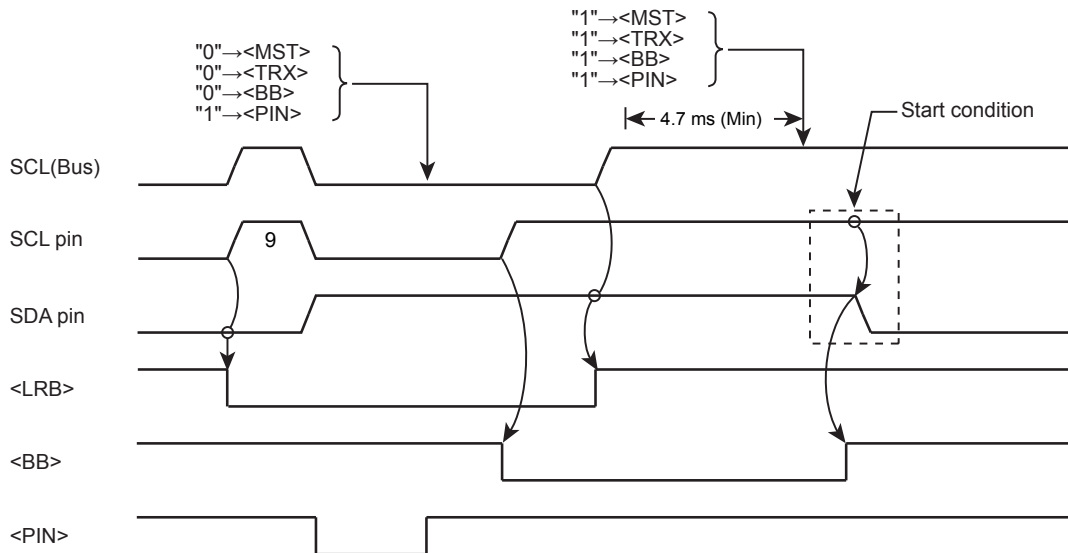 "0"→<MST>
"0"→<TRX>
"0"→<BB>
"1"→<PIN>
"1"→<MST>
"1"→<TRX>
"1"→<BB>
"1"→<PIN>
4.7 ms (Min)
Start condition
SCL(Bus)
SCL pin
9
SDA pin
<LRB>
<BB>
<PIN>